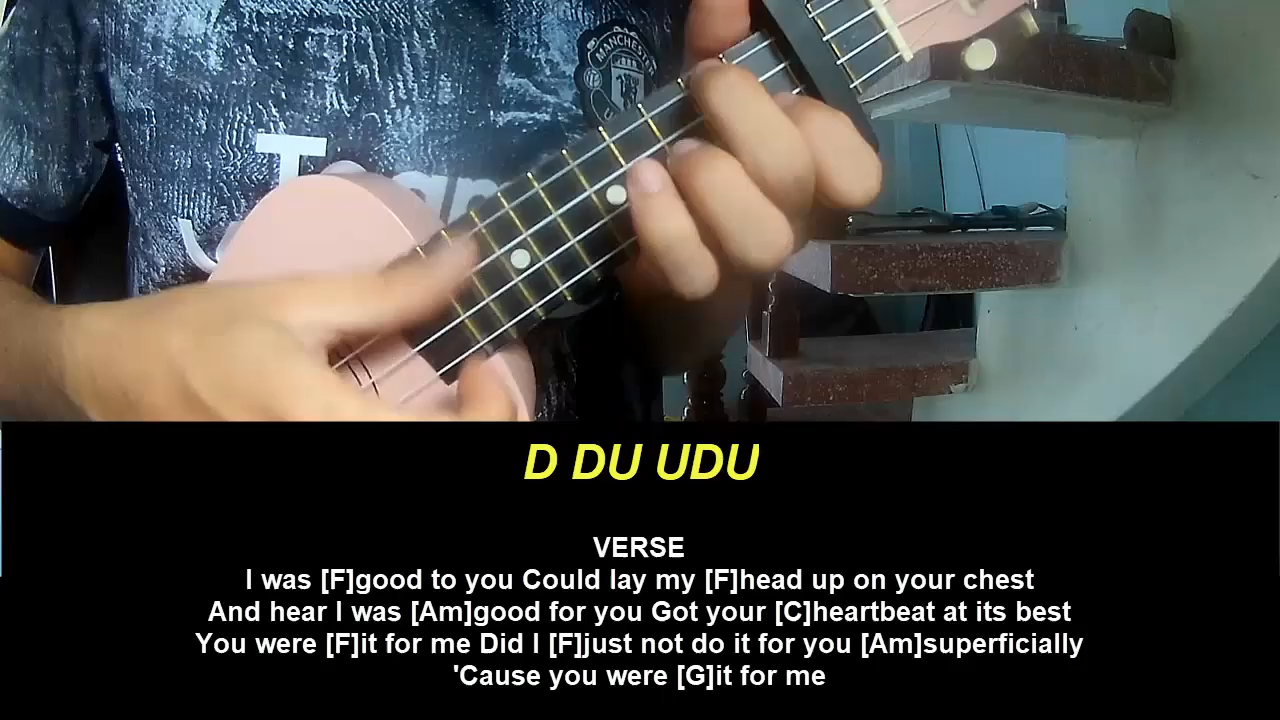 MANCHESTER
D DU UDU
VERSE
I was [F]good to you Could lay my [F]head up on your chest
And hear I was [Am]good for you Got your [C]heartbeat at its best
You were [F]it for me Did I [F]just not do it for you [Am]superficially
'Cause you were [G]it for me